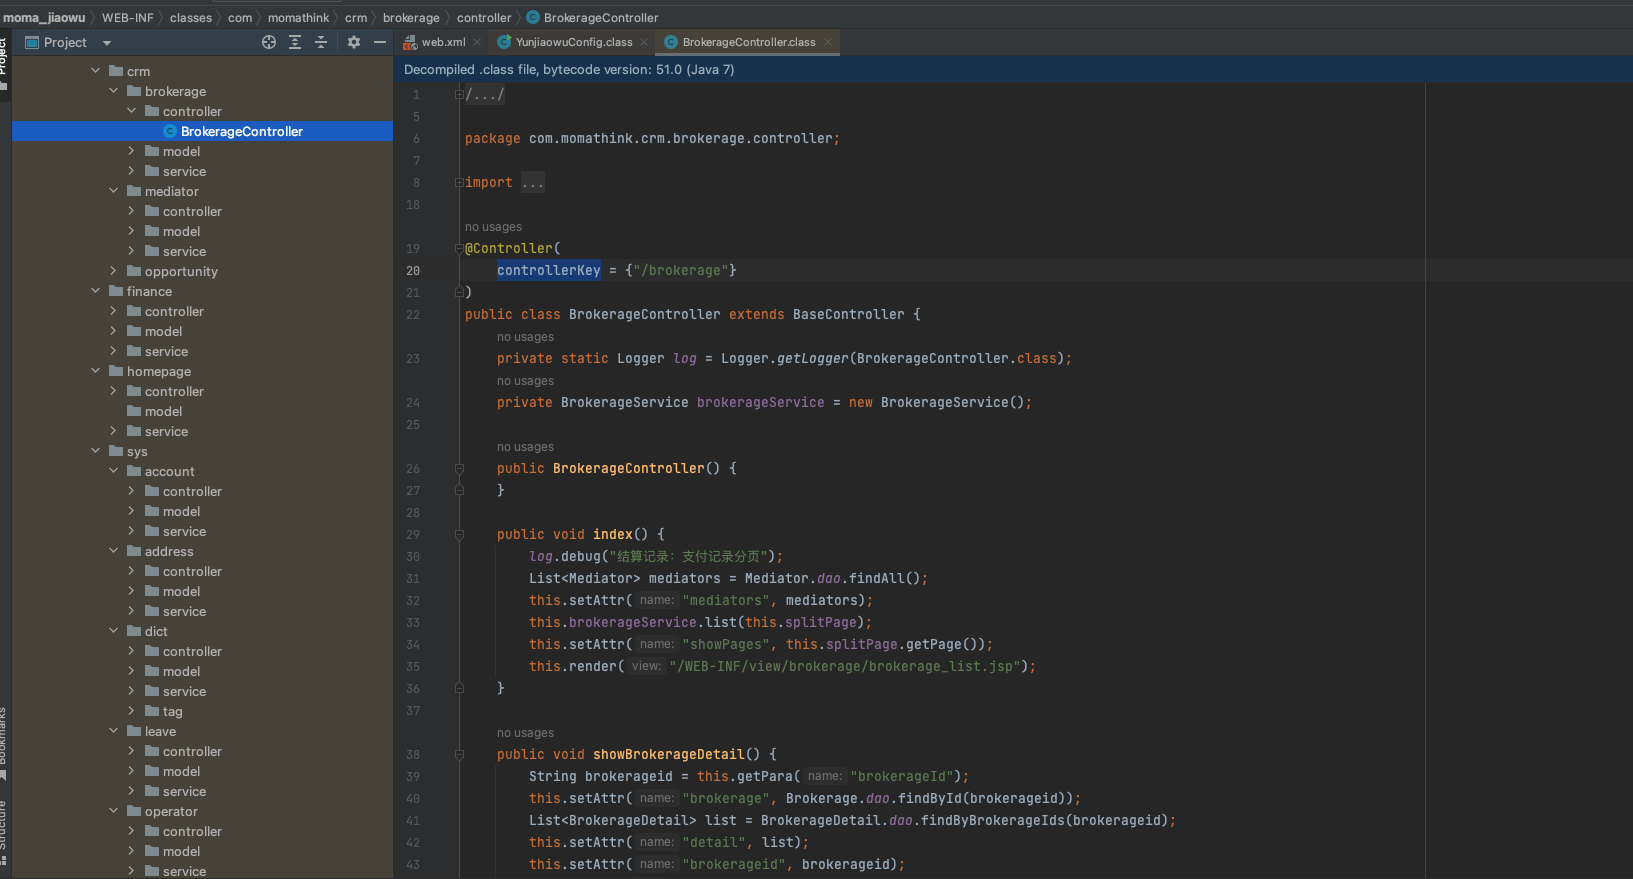 moma_jiaowu WEB-INF classes com momathink crm brokerage controller BrokerageController
Project
web.xml YunjiaowuConfig.class BrokerageController.class
Project
Bookmarks
Structure
crm
brokerage
controller
BrokerageController
model
service
mediator
controller
model
service
opportunity
finance
controller
model
service
homepage
controller
model
service
sys
account
controller
model
service
address
controller
model
service
dict
controller
model
service
tag
leave
controller
model
service
operator
controller
model
service
Decompiled .class file, bytecode version: 51.0 (Java 7)
1 /.../
5
6 package com.momathink.crm.brokerage.controller;
7
8 import ...
18
no usages
19 @Controller(
20 controllerKey = {"/brokerage"}
21 )
22 public class BrokerageController extends BaseController {
no usages
23 private static Logger log = Logger.getLogger(BrokerageController.class);
no usages
24 private BrokerageService brokerageService = new BrokerageService();
25
no usages
26 public BrokerageController() {
27 }
28
29 public void index() {
30 log.debug("结算记录：支付记录分页");
31 List<Mediator> mediators = Mediator.dao.findAll();
32 this.setAttr( name: "mediators", mediators);
33 this.brokerageService.list(this.splitPage);
34 this.setAttr( name: "showPages", this.splitPage.getPage());
35 this.render( view: "/WEB-INF/view/brokerage/brokerage_list.jsp");
36 }
37
no usages
38 public void showBrokerageDetail() {
39 String brokerageid = this.getPara( name: "brokerageId");
40 this.setAttr( name: "brokerage", Brokerage.dao.findById(brokerageid));
41 List<BrokerageDetail> list = BrokerageDetail.dao.findByBrokerageIds(brokerageid);
42 this.setAttr( name: "detail", list);
43 this.setAttr( name: "brokerageid", brokerageid);